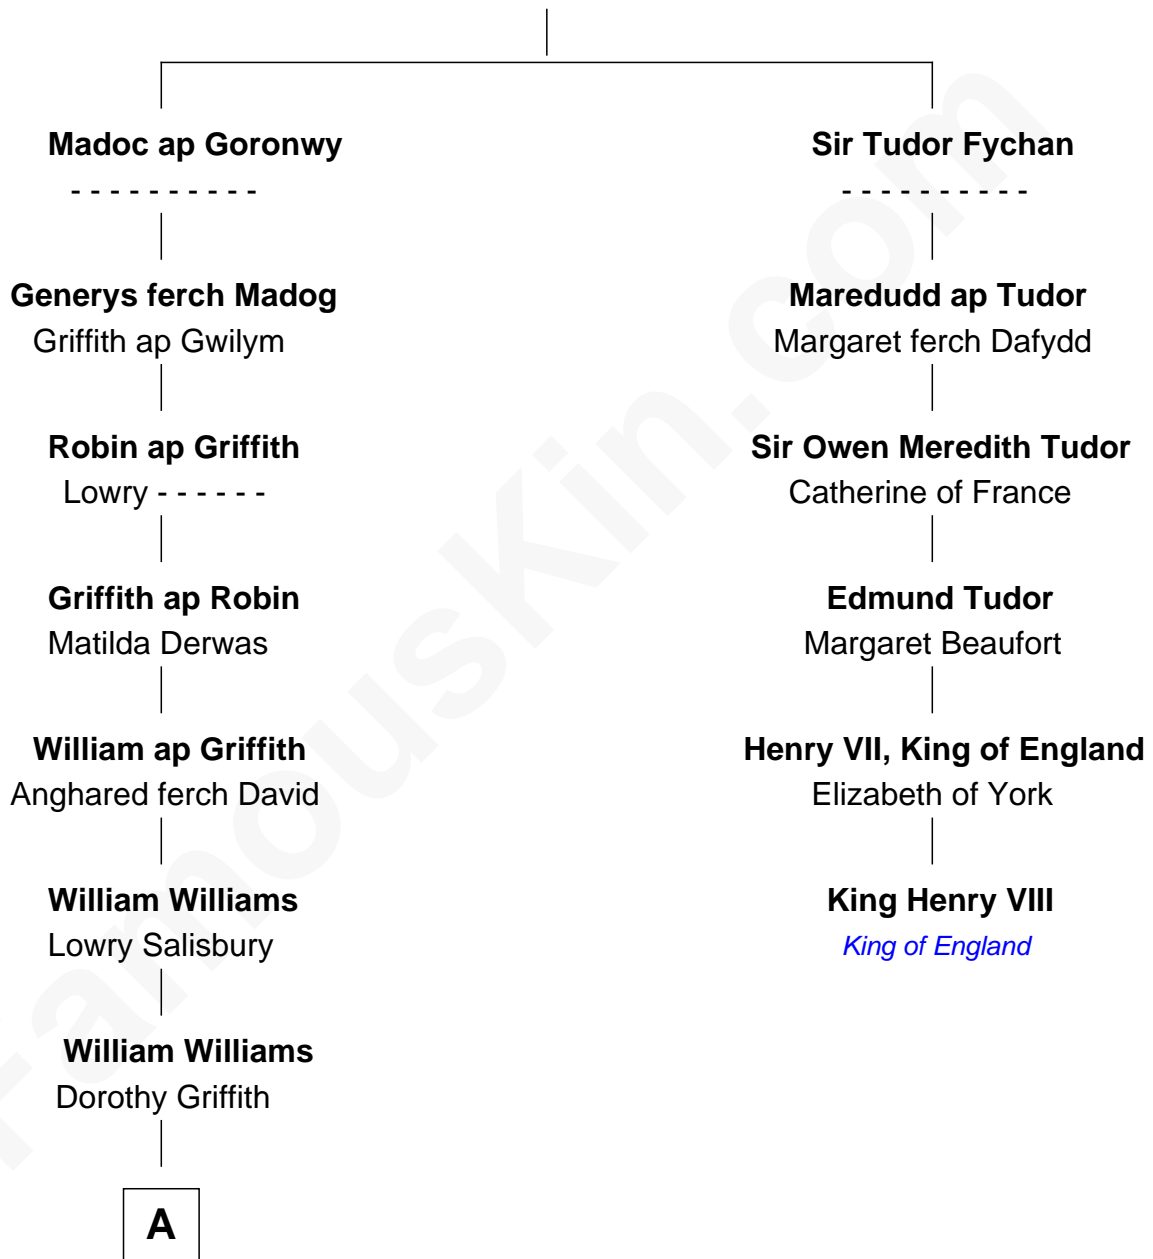 Madoc ap Goronwy
Sir Tudor Fychan
- - - - - - - - - -
- - - - - - - - - -
Generys ferch Madog
Maredudd ap Tudor
Griffith ap Gwilym
Margaret ferch Dafydd
Robin ap Griffith
Sir Owen Meredith Tudor
Lowry - - - - - -
Catherine of France
Griffith ap Robin
Edmund Tudor
Matilda Derwas
Margaret Beaufort
William ap Griffith
Henry VII, King of England
Anghared ferch David
Elizabeth of York
William Williams
King Henry VIII
Lowry Salisbury
King of England
William Williams
Dorothy Griffith
A
FamousKin.com